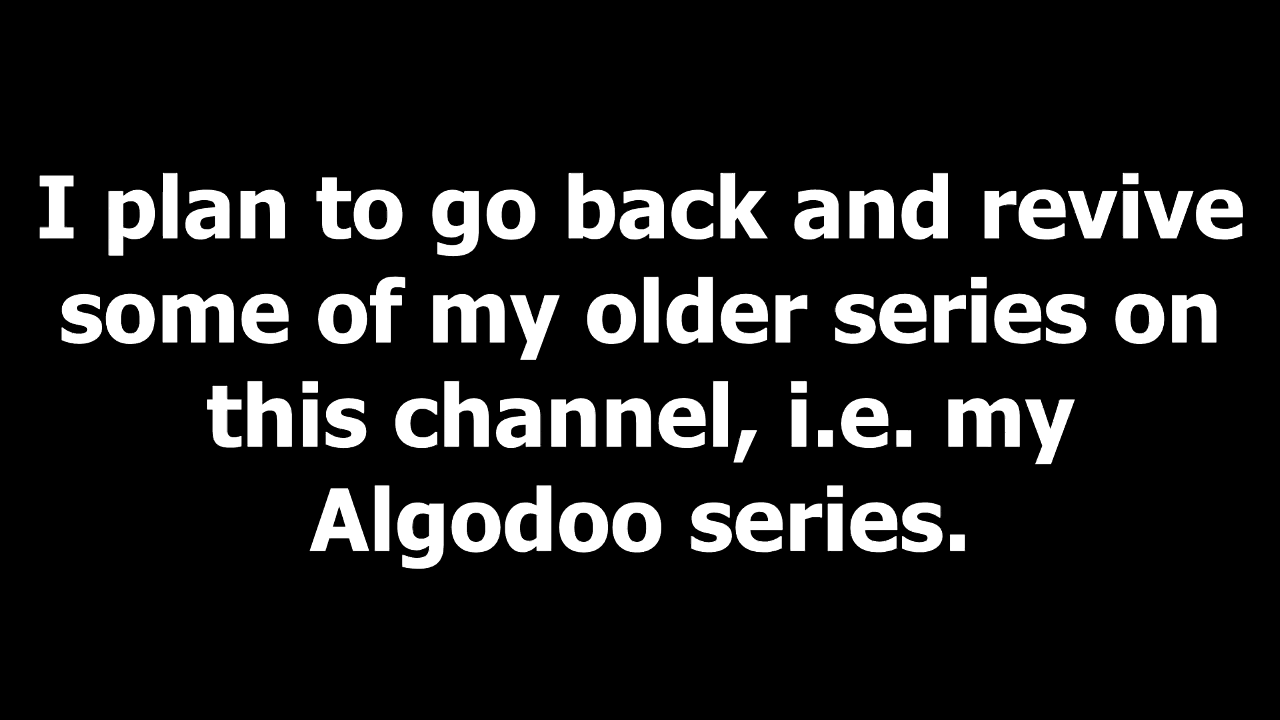 I plan to go back and revive
some of my older series on
this channel, i.e. my
Algodoo series.